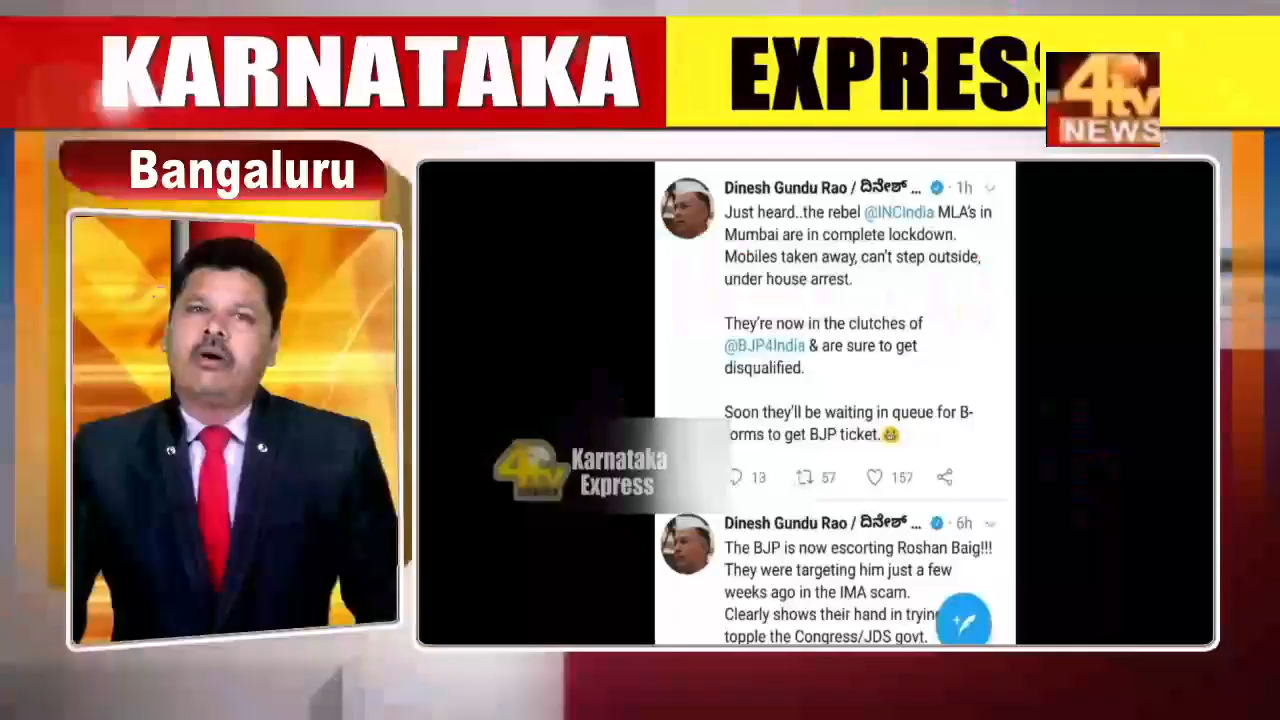 KARNATAKA
EXPRESS
4tv
NEWS
Bangaluru
Dinesh Gundu Rao / ದಿನೇಶ್ ... · 1h
Just heard..the rebel @INCIndia MLA's in
Mumbai are in complete lockdown.
Mobiles taken away, can't step outside,
under house arrest.
They're now in the clutches of
@BJP4India & are sure to get
disqualified.
Soon they'll be waiting in queue for B-
orms to get BJP ticket.😀
13 57 157
4tv
Karnataka
Express
Dinesh Gundu Rao / ದಿನೇಶ್ ... · 6h
The BJP is now escorting Roshan Baig!!!
They were targeting him just a few
weeks ago in the IMA scam.
Clearly shows their hand in trying
topple the Congress/JDS govt.